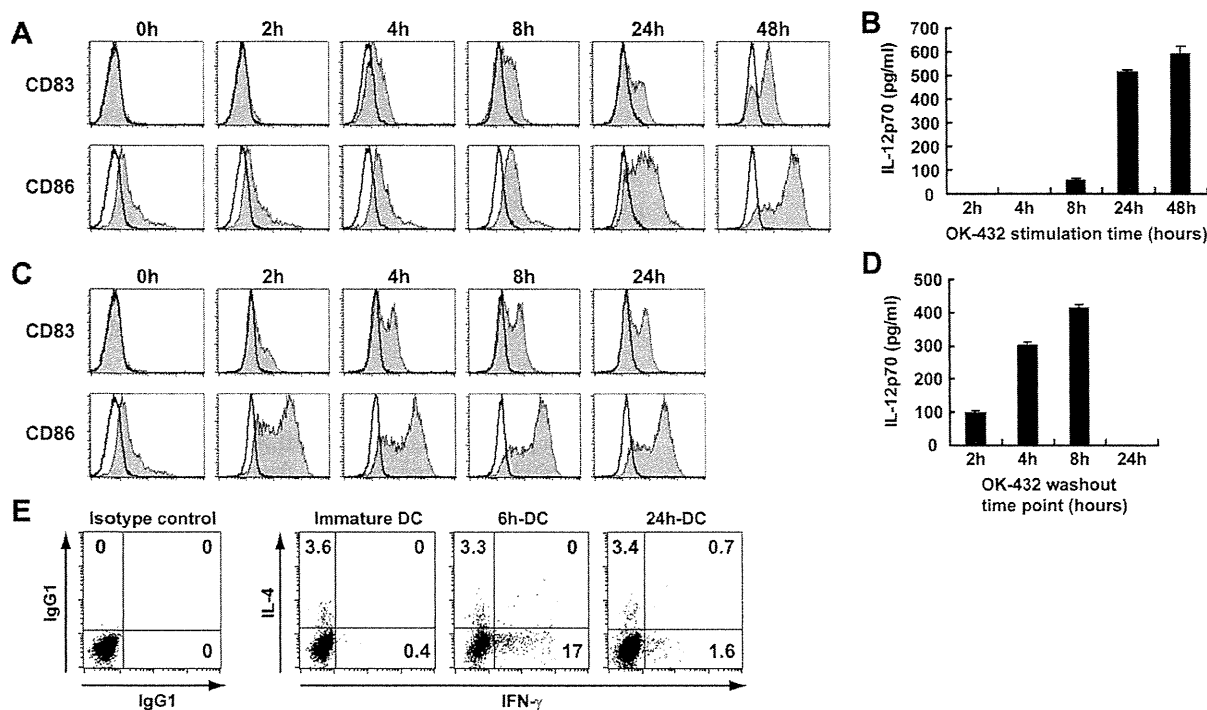 A
0h 2h 4h 8h 24h 48h
CD83
CD86
B
IL-12p70 (pg/ml)
700
600
500
400
300
200
100
0
2h 4h 8h 24h 48h
OK-432 stimulation time (hours)
C
0h 2h 4h 8h 24h
CD83
CD86
D
IL-12p70 (pg/ml)
500
400
300
200
100
0
2h 4h 8h 24h
OK-432 washout
time point (hours)
E
Isotype control
IgG1
0 0
0
IgG1
Immature DC 6h-DC 24h-DC
IL-4
3.6 0 3.3 0 3.4 0.7
0.4 17 1.6
IFN-γ